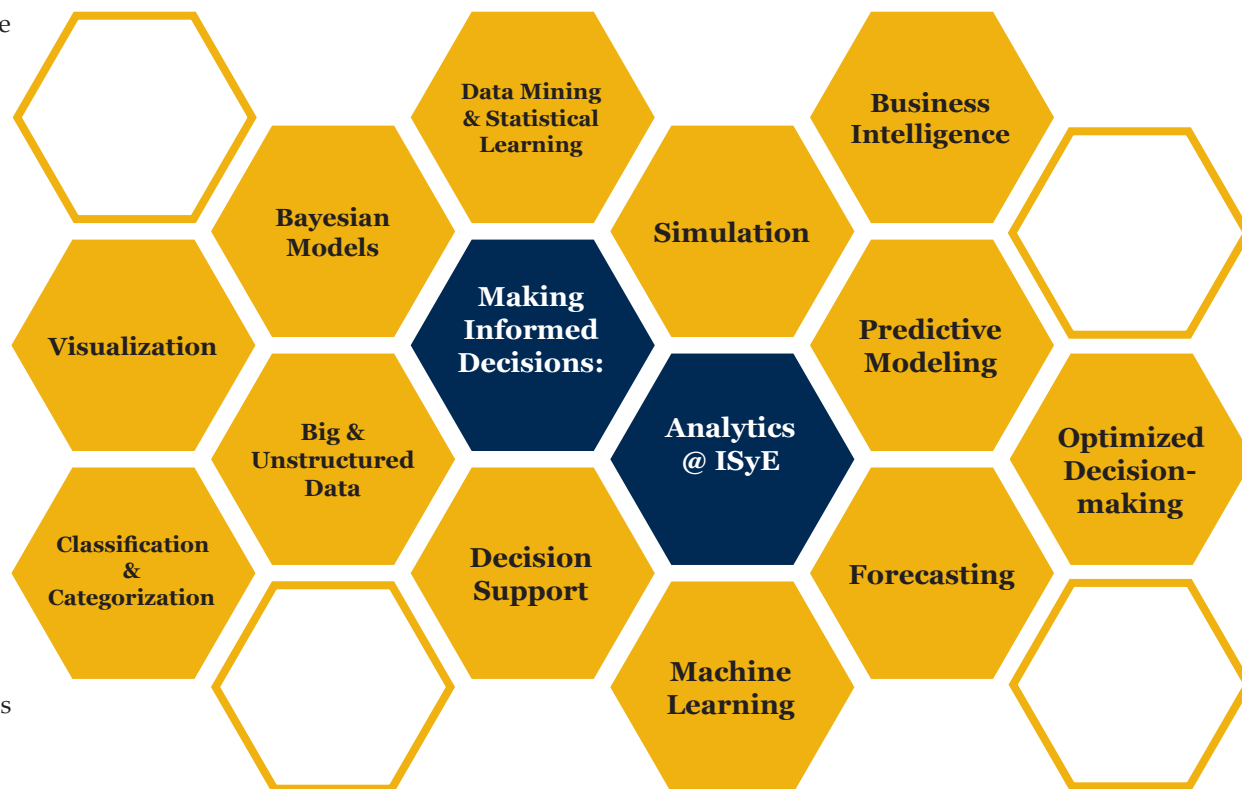 e
Data Mining
& Statistical
Learning
Business
Intelligence
Bayesian
Models
Simulation
Making
Informed
Decisions:
Visualization
Predictive
Modeling
Big &
Unstructured
Data
Analytics
@ ISyE
Optimized
Decision-
making
Classification
&
Categorization
Decision
Support
Forecasting
Machine
Learning
s